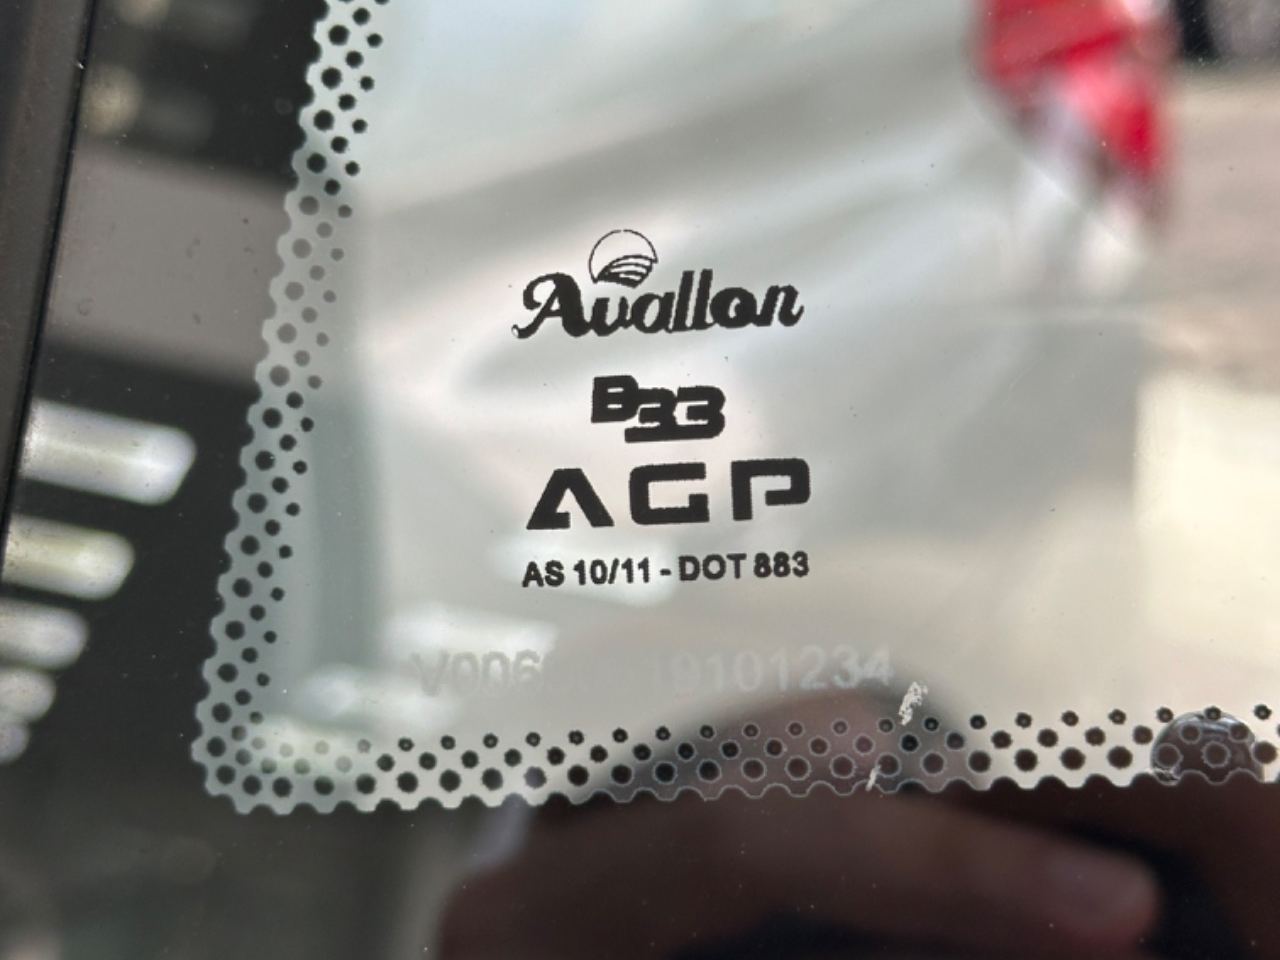 Avallon
B33
AGP
AS 10/11 - DOT 883